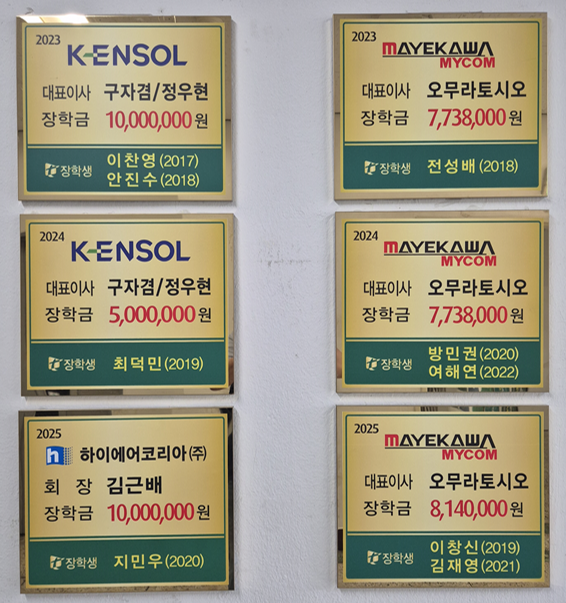 2023
K-ENSOL
대표이사 구자겸/정우현
장학금 10,000,000원
장학생 이찬영(2017)
안진수(2018)
2023
MAYEKAWA
MYCOM
대표이사 오무라토시오
장학금 7,738,000원
장학생 전성배(2018)
2024
K-ENSOL
대표이사 구자겸/정우현
장학금 5,000,000원
장학생 최덕민(2019)
2024
MAYEKAWA
MYCOM
대표이사 오무라토시오
장학금 7,738,000원
장학생 방민권(2020)
여해연(2022)
2025
하이에어코리아(주)
회 장 김근배
장학금 10,000,000원
장학생 지민우(2020)
2025
MAYEKAWA
MYCOM
대표이사 오무라토시오
장학금 8,140,000원
장학생 이창신(2019)
김재영(2021)